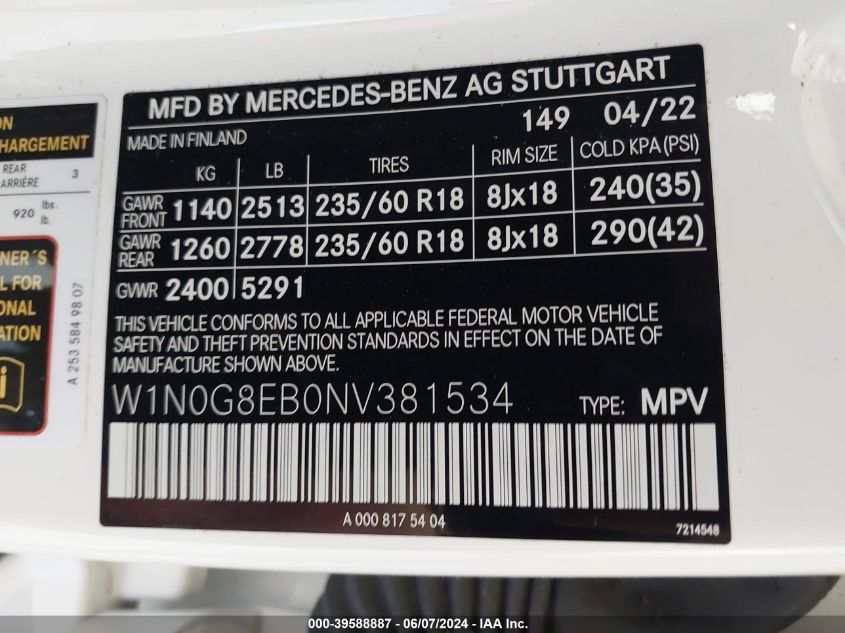 ON
HARGEMENT
REAR
ARRIÈRE 3
920 lbs.
lb.
NER´S
L FOR
ONAL
ATION
i
A 253 584 98 07
MFD BY MERCEDES-BENZ AG STUTTGART
149 04/22
MADE IN FINLAND
KG LB TIRES RIM SIZE COLD KPA (PSI)
GAWR FRONT 1140 2513 235/60 R18 8Jx18 240(35)
GAWR REAR 1260 2778 235/60 R18 8Jx18 290(42)
GVWR 2400 5291
THIS VEHICLE CONFORMS TO ALL APPLICABLE FEDERAL MOTOR VEHICLE
SAFETY AND THEFT PREVENTION STANDARDS IN EFFECT ON THE DATE OF
MANUFACTURE SHOWN ABOVE.
W1N0G8EB0NV381534 TYPE: MPV
A 000 817 54 04
7214548
000-39588887 - 06/07/2024 - IAA Inc.